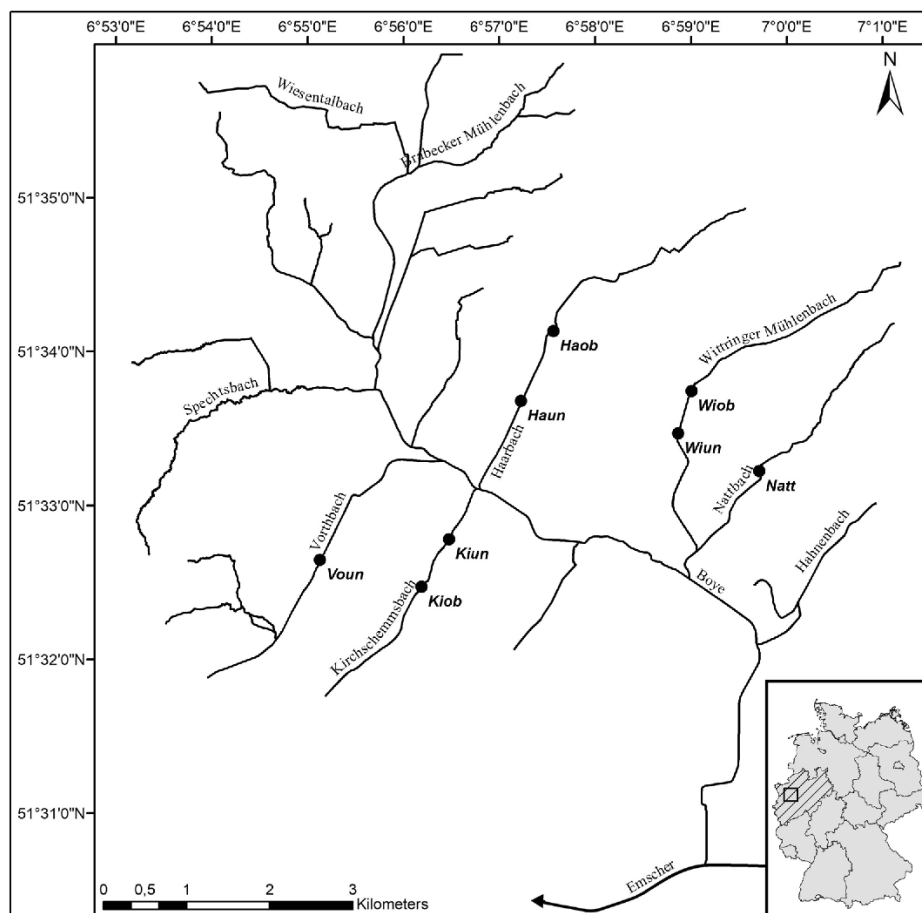 6°53'0"E 6°54'0"E 6°55'0"E 6°56'0"E 6°57'0"E 6°58'0"E 6°59'0"E 7°0'0"E 7°1'0"E
N
Wiesentalbach
Brabecker Mühlenbach
51°35'0"N
51°34'0"N
Haob
Wittringer Mühlenbach
Spechtsbach
Haun
Wiob
Wiun
Haarbach
51°33'0"N
Nattbach
Natt
Vorthbach
Voun
Kiun
Hahnenbach
Boye
Kiob
Kirchschemmsbach
51°32'0"N
51°31'0"N
Emscher
0 0,5 1 2 3
Kilometers